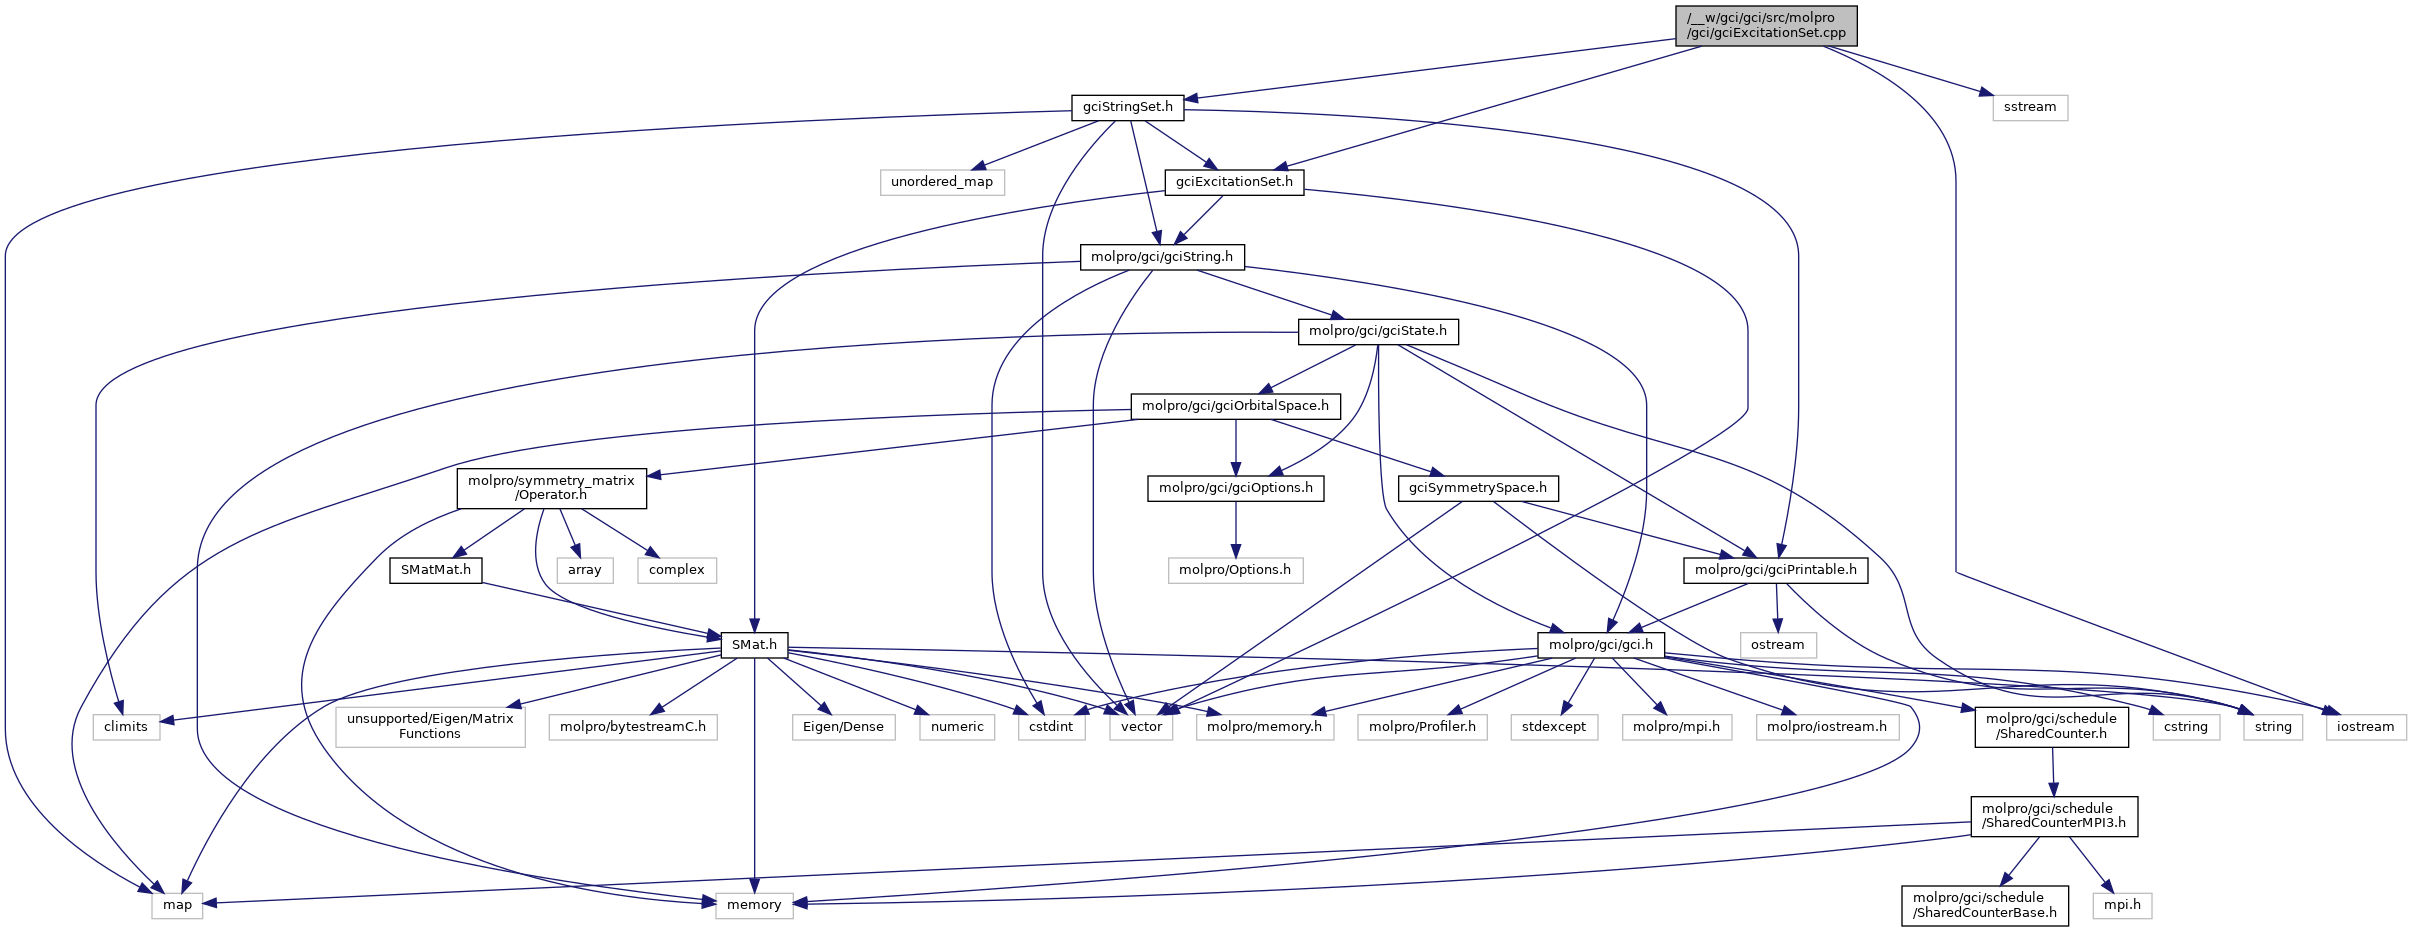 /__w/gci/gci/src/molpro
/gci/gciExcitationSet.cpp
gciStringSet.h
sstream
unordered_map
gciExcitationSet.h
molpro/gci/gciString.h
molpro/gci/gciState.h
molpro/gci/gciOrbitalSpace.h
molpro/symmetry_matrix
/Operator.h
molpro/gci/gciOptions.h
gciSymmetrySpace.h
SMatMat.h
array
complex
molpro/Options.h
molpro/gci/gciPrintable.h
SMat.h
molpro/gci/gci.h
ostream
climits
unsupported/Eigen/Matrix
Functions
molpro/bytestreamC.h
Eigen/Dense
numeric
cstdint
vector
molpro/memory.h
molpro/Profiler.h
stdexcept
molpro/mpi.h
molpro/iostream.h
molpro/gci/schedule
/SharedCounter.h
cstring
string
iostream
molpro/gci/schedule
/SharedCounterMPI3.h
map
memory
molpro/gci/schedule
/SharedCounterBase.h
mpi.h